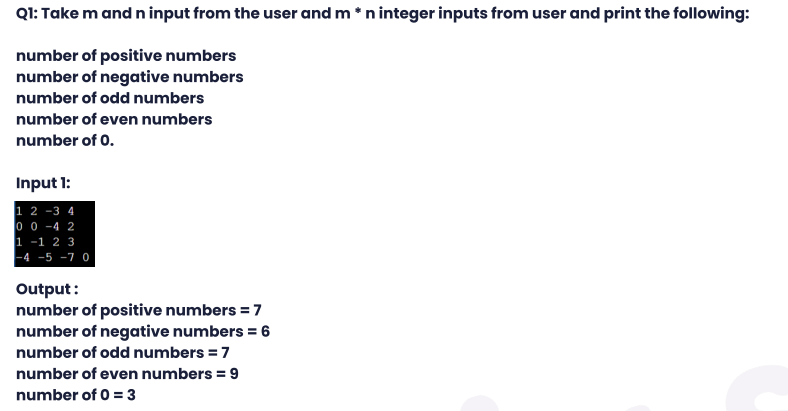 Q1: Take m and n input from the user and m * n integer inputs from user and print the following:
number of positive numbers
number of negative numbers
number of odd numbers
number of even numbers
number of 0.
Input 1:
1 2 -3 4
0 0 -4 2
1 -1 2 3
-4 -5 -7 0
Output :
number of positive numbers = 7
number of negative numbers = 6
number of odd numbers = 7
number of even numbers = 9
number of 0 = 3